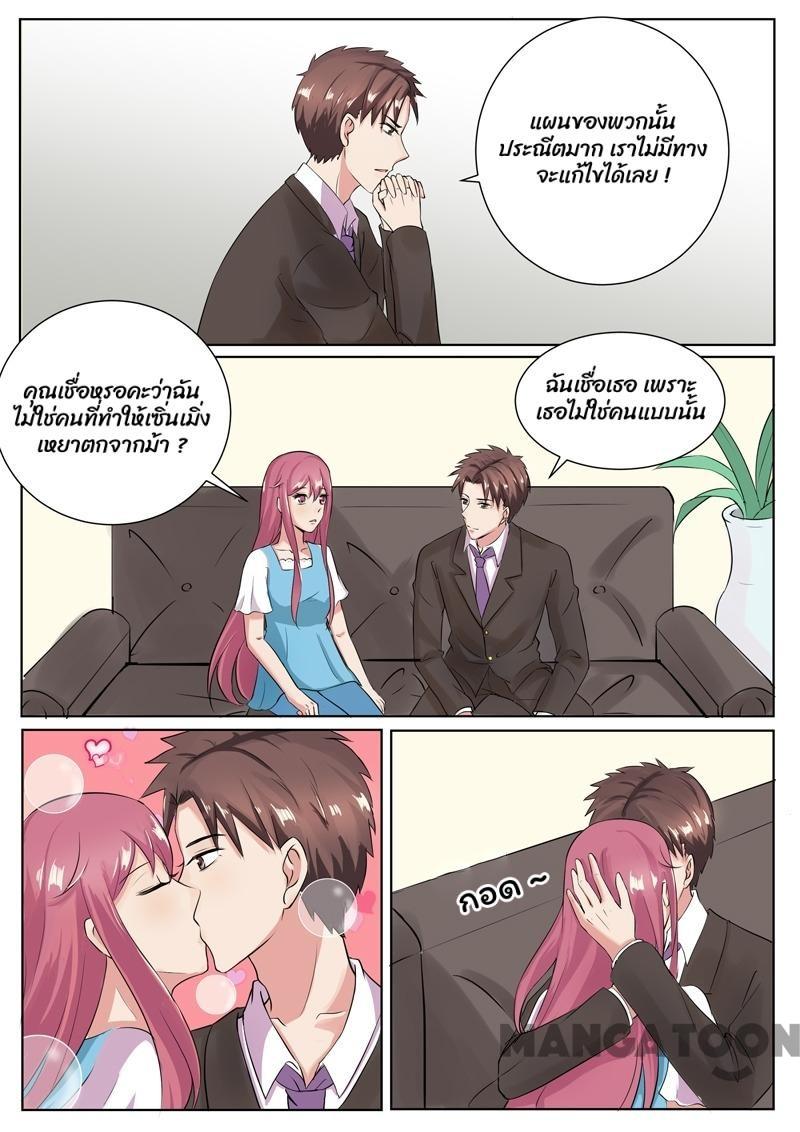 แผนของพวกนั้น
ประณีตมาก เราไม่มีทาง
จะแก้ไขได้เลย !
คุณเชื่อหรอคะว่าฉัน
ไม่ใช่คนที่ทำให้เซิ่นเมิ่ง
เหยาตกจากม้า ?
ฉันเชื่อเธอ เพราะ
เธอไม่ใช่คนแบบนั้น
กอด ~
MANGATOON